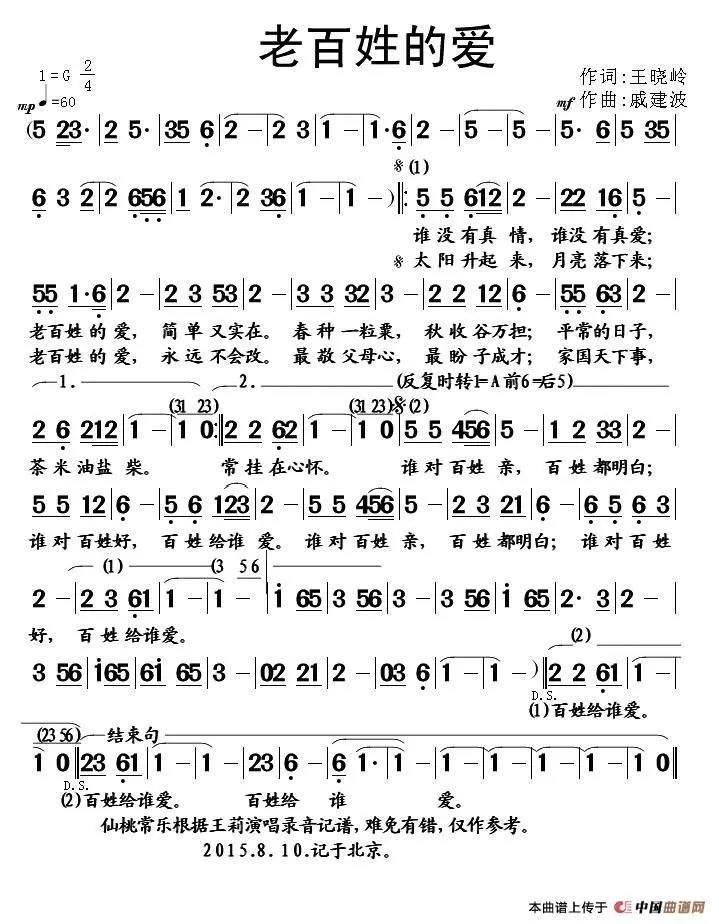 老百姓的爱
1=G 2/4
作词:王晓岭
mp ♩=60
mf 作曲:戚建波
(5 23· | 2 5· | 35 6 | 2 - | 2 3 | 1 - | 1·6 | 2 - | 5 - | 5 - | 5· 6 | 5 35 |
𝄋 (1)
6 3 2 | 2 656 | 1 2· | 2 36 | 1 - | 1 - ) ‖: 5 5 612 | 2 - | 22 16 | 5 - |
谁没有真 情, 谁没有真爱;
𝄋 太阳升起 来, 月亮落下来;
55 1·6 | 2 - | 2 3 53 | 2 - | 3 3 32 | 3 - | 2 2 12 | 6 - | 55 63 | 2 - |
老百姓的爱, 简单又实在。 春种一粒粟, 秋收谷万担; 平常的日子,
老百姓的爱, 永远不会改。 最敬父母心, 最盼子成才; 家国天下事,
1. 2. (反复时转1=A前6=后5)
(31 23) (31 23) 𝄋 (2)
2 6 212 | 1 - | 1 0 :‖ 2 2 62 | 1 - | 1 0 | 5 5 456 | 5 - | 1 2 33 | 2 - |
茶米油盐 柴。 常挂在心怀。 谁对百姓 亲, 百姓都明白;
5 5 12 | 6 - | 5 6 123 | 2 - | 5 5 456 | 5 - | 2 3 21 | 6 - | 6 5 6 3 |
谁对百姓好, 百姓给谁 爱。 谁对百姓 亲, 百姓都明白; 谁对百姓
(1) (3 56
2 - | 2 3 61 | 1 - | 1 - | i 65 | 3 56 | 3 - | 3 - | 56 i | 65 | 2· 3 | 2 - |
好, 百姓给谁爱。
(2)
3 56 | i65 | 6i 65 | 3 - | 02 21 | 2 - | 03 6 | 1 - | 1 - ) ‖ 2 2 61 | 1 - |
D.S.
(1)百姓给谁爱。
(23 56) 结束句
1 0 ‖ 23 61 | 1 - | 1 - | 23 6· | 6 - | 6 1· | 1 - | 1 - | 1 - | 1 0 ‖
D.S.
(2)百姓给谁爱。 百姓给 谁 爱。
仙桃常乐根据王莉演唱录音记谱,难免有错,仅作参考。
2015.8.10.记于北京。
本曲谱上传于 中国曲谱网